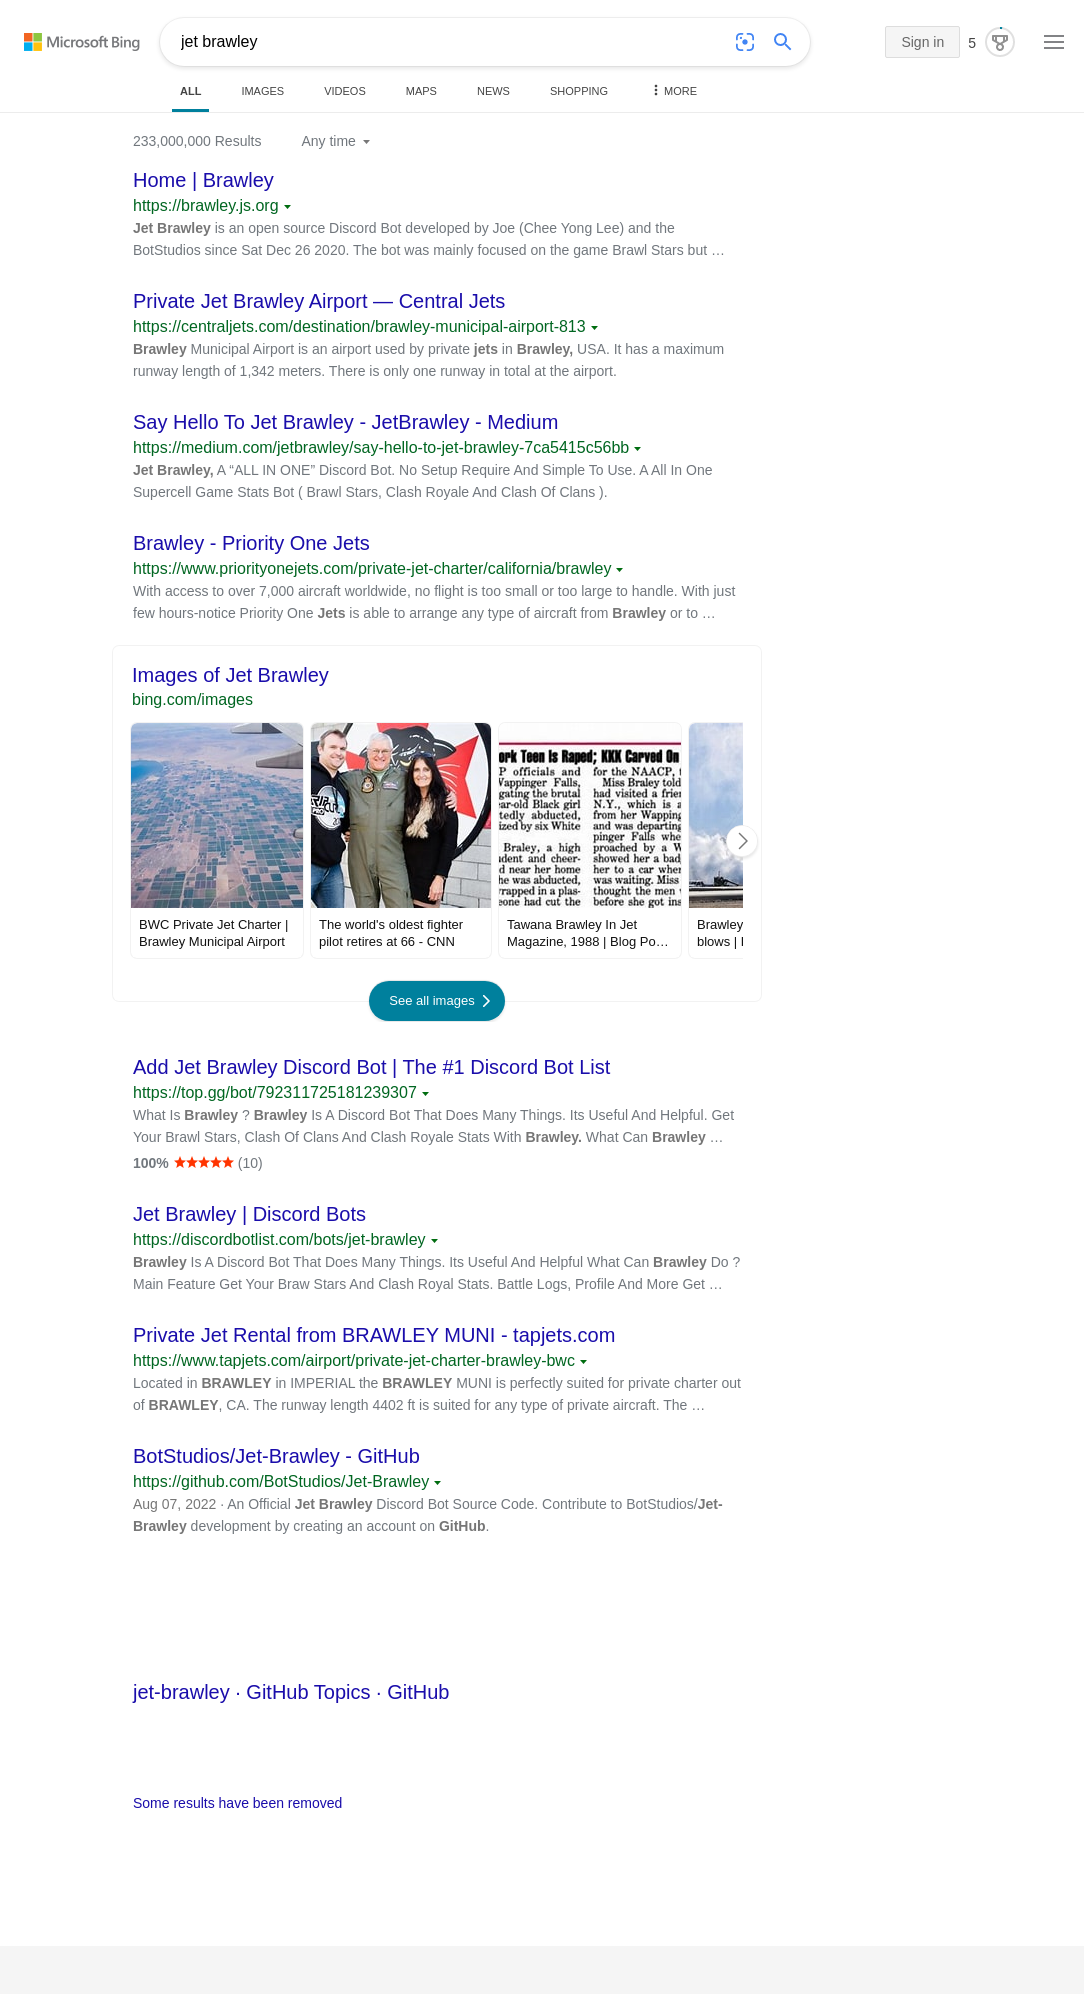 Microsoft Bing
jet brawley
Sign in
5
ALL
IMAGES
VIDEOS
MAPS
NEWS
SHOPPING
MORE
233,000,000 Results
Any time
Home | Brawley
https://brawley.js.org
Jet Brawley is an open source Discord Bot developed by Joe (Chee Yong Lee) and the
BotStudios since Sat Dec 26 2020. The bot was mainly focused on the game Brawl Stars but …
Private Jet Brawley Airport — Central Jets
https://centraljets.com/destination/brawley-municipal-airport-813
Brawley Municipal Airport is an airport used by private jets in Brawley, USA. It has a maximum
runway length of 1,342 meters. There is only one runway in total at the airport.
Say Hello To Jet Brawley - JetBrawley - Medium
https://medium.com/jetbrawley/say-hello-to-jet-brawley-7ca5415c56bb
Jet Brawley, A “ALL IN ONE” Discord Bot. No Setup Require And Simple To Use. A All In One
Supercell Game Stats Bot ( Brawl Stars, Clash Royale And Clash Of Clans ).
Brawley - Priority One Jets
https://www.priorityonejets.com/private-jet-charter/california/brawley
With access to over 7,000 aircraft worldwide, no flight is too small or too large to handle. With just
few hours-notice Priority One Jets is able to arrange any type of aircraft from Brawley or to …
Images of Jet Brawley
bing.com/images
ork Teen Is Raped; KKK Carved On
P officials and
Wappinger Falls,
gating the brutal
ear-old Black girl
tedly abducted,
ized by six White
Braley, a high
dent and cheer-
d near her home
he was abducted,
wrapped in a plas-
eone had cut the
for the NAACP, t
Miss Braley told
had visited a frien
N.Y., which is a
from her Wapping
and was departing
pinger Falls whe
proached by a W
showed her a badg
her to a car wher
was waiting. Miss
thought the men
before she got ins
BWC Private Jet Charter |
Brawley Municipal Airport
The world's oldest fighter
pilot retires at 66 - CNN
Tawana Brawley In Jet
Magazine, 1988 | Blog Po…
Brawley
blows |
See all images
Add Jet Brawley Discord Bot | The #1 Discord Bot List
https://top.gg/bot/792311725181239307
What Is Brawley ? Brawley Is A Discord Bot That Does Many Things. Its Useful And Helpful. Get
Your Brawl Stars, Clash Of Clans And Clash Royale Stats With Brawley. What Can Brawley …
100% ★★★★★ (10)
Jet Brawley | Discord Bots
https://discordbotlist.com/bots/jet-brawley
Brawley Is A Discord Bot That Does Many Things. Its Useful And Helpful What Can Brawley Do ?
Main Feature Get Your Braw Stars And Clash Royal Stats. Battle Logs, Profile And More Get …
Private Jet Rental from BRAWLEY MUNI - tapjets.com
https://www.tapjets.com/airport/private-jet-charter-brawley-bwc
Located in BRAWLEY in IMPERIAL the BRAWLEY MUNI is perfectly suited for private charter out
of BRAWLEY, CA. The runway length 4402 ft is suited for any type of private aircraft. The …
BotStudios/Jet-Brawley - GitHub
https://github.com/BotStudios/Jet-Brawley
Aug 07, 2022 · An Official Jet Brawley Discord Bot Source Code. Contribute to BotStudios/Jet-
Brawley development by creating an account on GitHub.
jet-brawley · GitHub Topics · GitHub
Some results have been removed